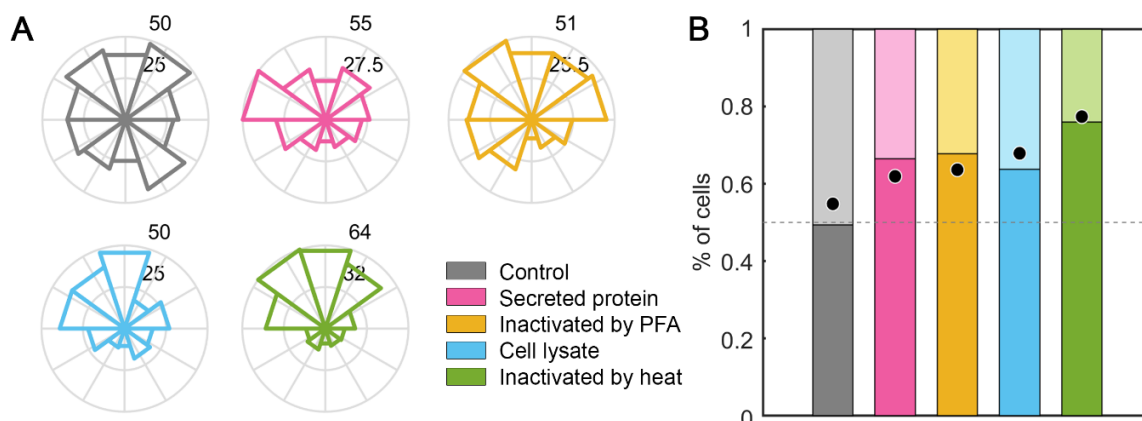 A
50
25
55
27.5
51
25.5
50
25
64
32
Control
Secreted protein
Inactivated by PFA
Cell lysate
Inactivated by heat
B
% of cells
1
0.8
0.6
0.4
0.2
0